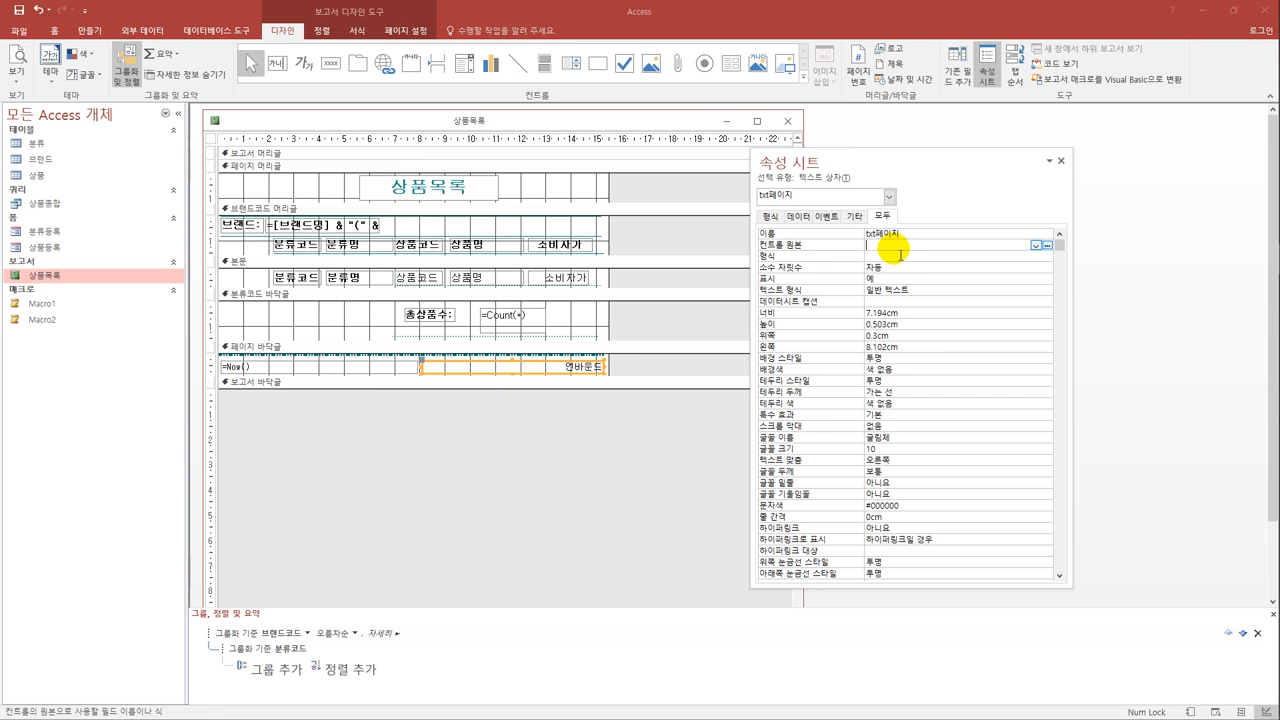 보고서 디자인 도구
Access
파일 홈 만들기 외부 데이터 데이터베이스 도구 디자인 정렬 서식 페이지 설정 수행할 작업을 알려 주세요. 로그인
보기 테마 색 글꼴 그룹화 및 정렬 요약 자세한 정보 숨기기
이미지 삽입 페이지 번호 로고 제목 날짜 및 시간
기존 필드 추가 속성 시트 탭 순서 새 창에서 하위 보고서 보기 코드 보기 보고서 매크로를 Visual Basic으로 변환
보기 테마 그룹화 및 요약 컨트롤 머리글/바닥글 도구
모든 Access 개체
테이블
분류
브랜드
상품
쿼리
상품종합
폼
분류등록
상품등록
보고서
상품목록
매크로
Macro1
Macro2
상품목록
보고서 머리글
페이지 머리글
상품목록
브랜드코드 머리글
브랜드: =[브랜드명] & "(" &
분류코드 분류명 상품코드 상품명 소비자가
본문
분류코드 분류명 상품코드 상품명 소비자가
분류코드 바닥글
총상품수: =Count(*)
페이지 바닥글
=Now() 언바운드
보고서 바닥글
속성 시트
선택 유형: 텍스트 상자(T)
txt페이지
형식 데이터 이벤트 기타 모두
이름 txt페이지
컨트롤 원본
형식
소수 자릿수 자동
표시 예
텍스트 형식 일반 텍스트
데이터시트 캡션
너비 7.194cm
높이 0.503cm
위쪽 0.3cm
왼쪽 8.102cm
배경 스타일 투명
배경색 색 없음
테두리 스타일 투명
테두리 두께 가는 선
테두리 색 색 없음
특수 효과 기본
스크롤 막대 없음
글꼴 이름 굴림체
글꼴 크기 10
텍스트 맞춤 오른쪽
글꼴 두께 보통
글꼴 밑줄 아니요
글꼴 기울임꼴 아니요
문자색 #000000
줄 간격 0cm
하이퍼링크 아니요
하이퍼링크로 표시 하이퍼링크일 경우
하이퍼링크 대상
위쪽 눈금선 스타일 투명
아래쪽 눈금선 스타일 투명
그룹, 정렬 및 요약
그룹화 기준 브랜드코드 오름차순 , 자세히
그룹화 기준 분류코드
그룹 추가 정렬 추가
컨트롤의 원본으로 사용할 필드 이름이나 식 Num Lock